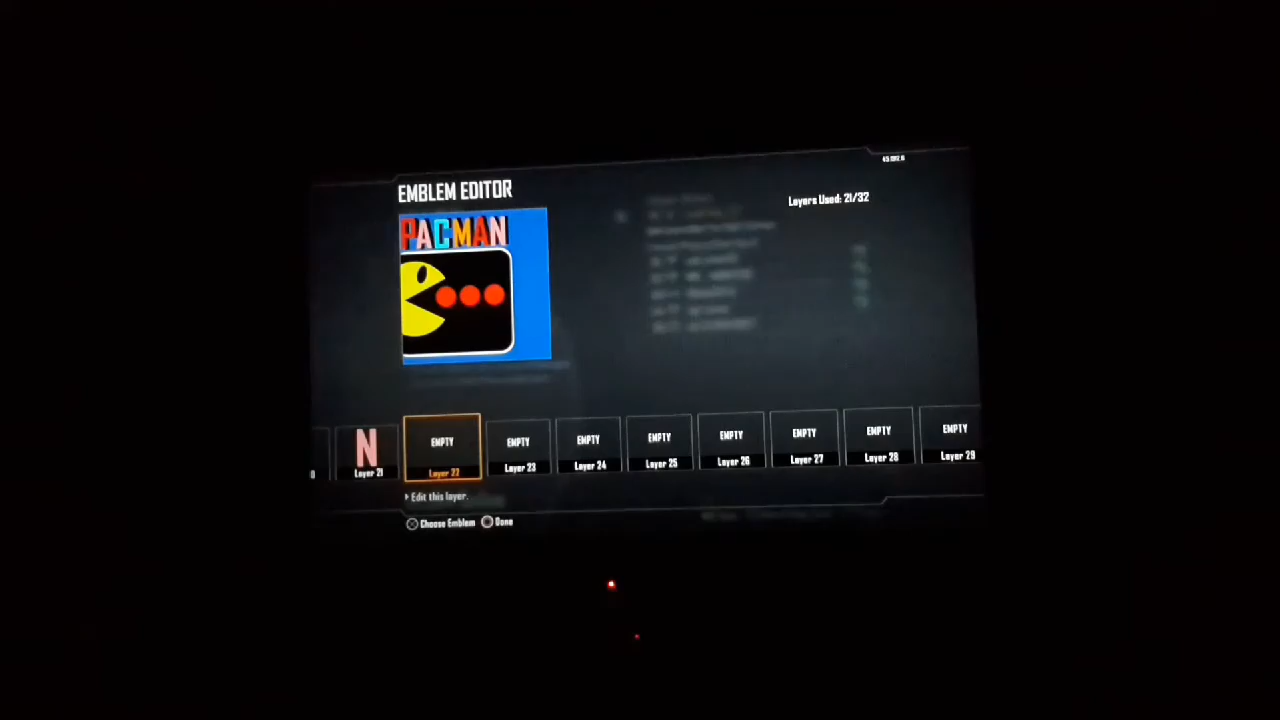 EMBLEM EDITOR
Layers Used: 21/32
PACMAN
N
EMPTY
EMPTY
EMPTY
EMPTY
EMPTY
EMPTY
EMPTY
EMPTY
Layer 21
Layer 22
Layer 23
Layer 24
Layer 25
Layer 26
Layer 27
Layer 28
Layer 29
Edit this layer.
Choose Emblem
Done